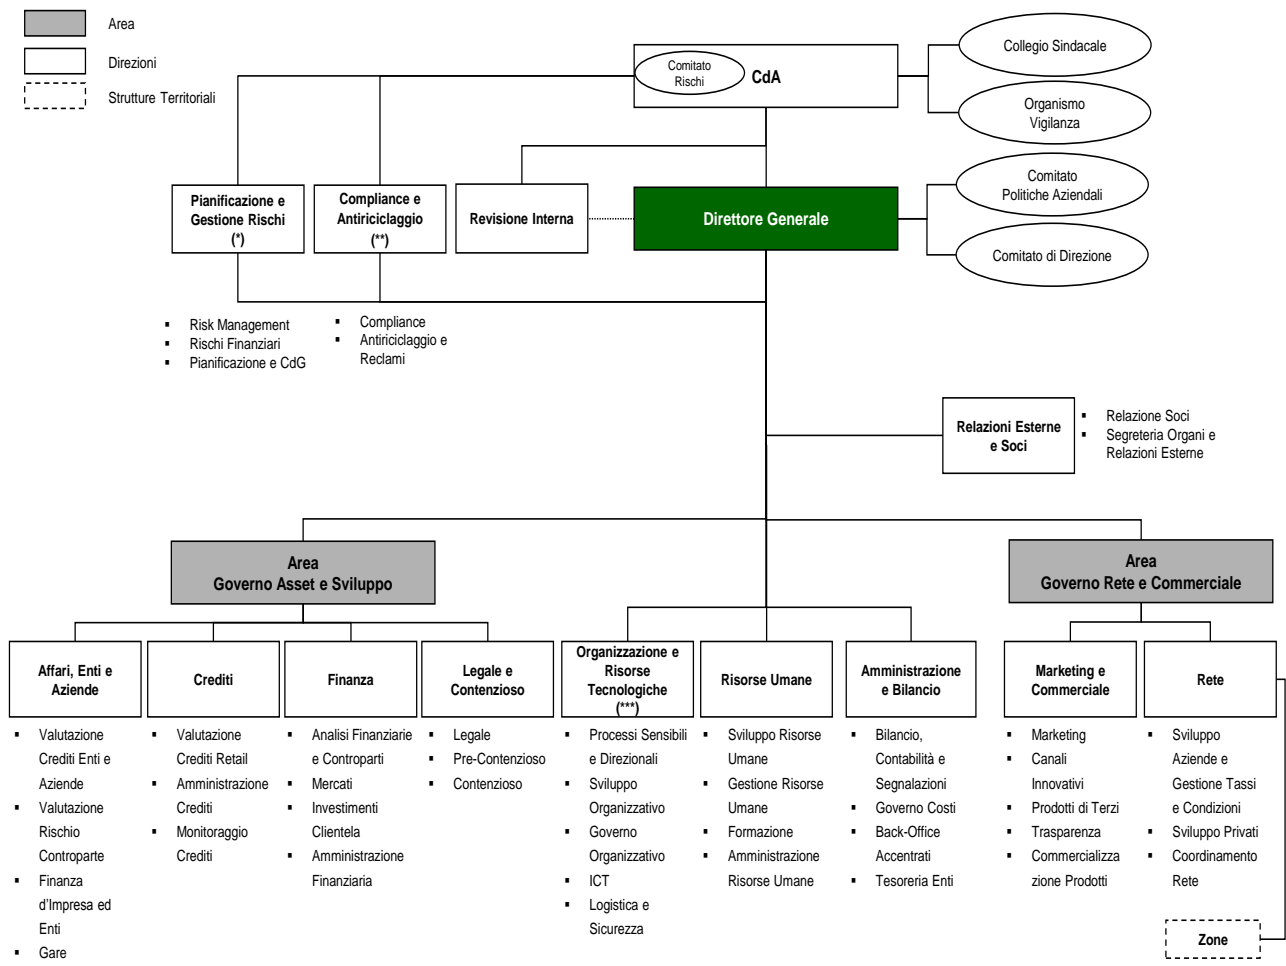 Area
Direzioni
Strutture Territoriali
Comitato
Rischi
CdA
Collegio Sindacale
Organismo
Vigilanza
Pianificazione e
Gestione Rischi
(*)
Compliance e
Antiriciclaggio
(**)
Revisione Interna
Direttore Generale
Comitato
Politiche Aziendali
Comitato di Direzione
▪ Risk Management
▪ Rischi Finanziari
▪ Pianificazione e CdG
▪ Compliance
▪ Antiriciclaggio e
Reclami
Relazioni Esterne
e Soci
▪ Relazione Soci
▪ Segreteria Organi e
Relazioni Esterne
Area
Governo Asset e Sviluppo
Area
Governo Rete e Commerciale
Affari, Enti e
Aziende
▪ Valutazione
Crediti Enti e
Aziende
▪ Valutazione
Rischio
Controparte
▪ Finanza
d'Impresa ed
Enti
▪ Gare
Crediti
▪ Valutazione
Crediti Retail
▪ Amministrazione
Crediti
▪ Monitoraggio
Crediti
Finanza
▪ Analisi Finanziarie
e Controparti
▪ Mercati
▪ Investimenti
Clientela
▪ Amministrazione
Finanziaria
Legale e
Contenzioso
▪ Legale
▪ Pre-Contenzioso
▪ Contenzioso
Organizzazione e
Risorse
Tecnologiche
(***)
▪ Processi Sensibili
e Direzionali
▪ Sviluppo
Organizzativo
▪ Governo
Organizzativo
▪ ICT
▪ Logistica e
Sicurezza
Risorse Umane
▪ Sviluppo Risorse
Umane
▪ Gestione Risorse
Umane
▪ Formazione
▪ Amministrazione
Risorse Umane
Amministrazione
e Bilancio
▪ Bilancio,
Contabilità e
Segnalazioni
▪ Governo Costi
▪ Back-Office
Accentrati
▪ Tesoreria Enti
Marketing e
Commerciale
▪ Marketing
▪ Canali
Innovativi
▪ Prodotti di Terzi
▪ Trasparenza
▪ Commercializza
zione Prodotti
Rete
▪ Sviluppo
Aziende e
Gestione Tassi
e Condizioni
▪ Sviluppo Privati
▪ Coordinamento
Rete
Zone